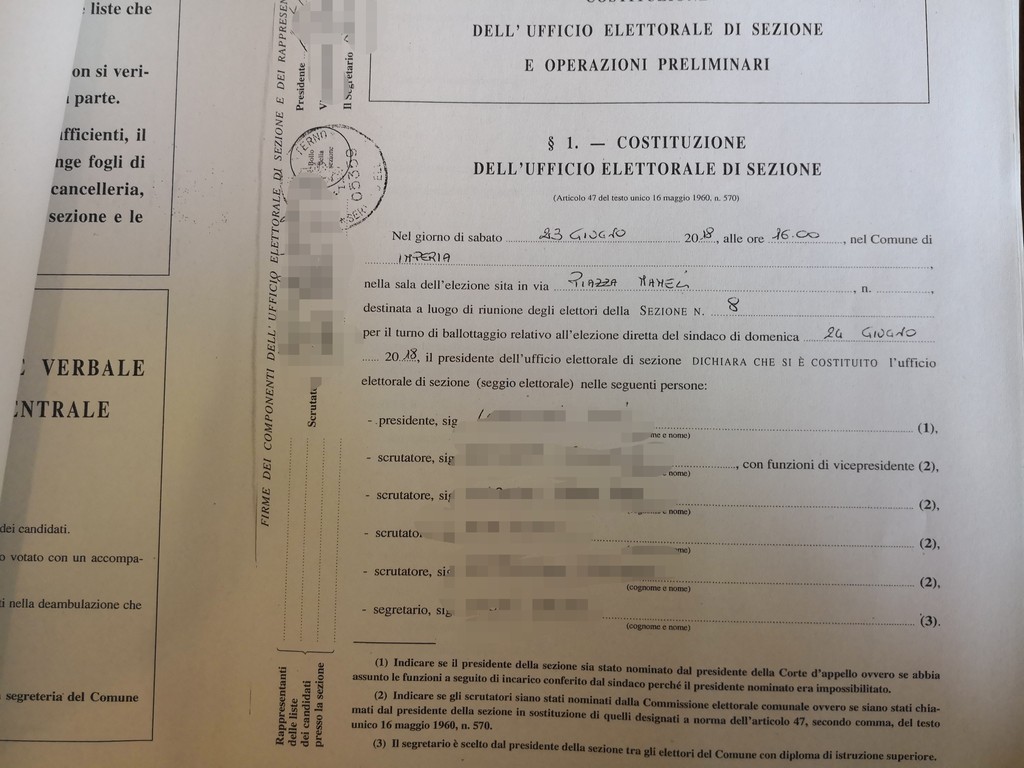 liste che
on si veri-
parte.
fficienti, il
nge fogli di
cancelleria,
sezione e le
VERBALE
NTRALE
dei candidati.
o votato con un accompa-
ti nella deambulazione che
segreteria del Comune
FIRME DEI COMPONENTI DELL' UFFICIO ELETTORALE DI SEZIONE E DEI RAPPRESEN
Presidente
Il Segretario
Scrutat
Rappresentanti
delle liste
dei candidati
presso la sezione
DELL' UFFICIO ELETTORALE DI SEZIONE
E OPERAZIONI PRELIMINARI
§ 1. — COSTITUZIONE
DELL'UFFICIO ELETTORALE DI SEZIONE
(Articolo 47 del testo unico 16 maggio 1960, n. 570)
Nel giorno di sabato 23 GIUGNO 2018, alle ore 16.00, nel Comune di
IMPERIA
nella sala dell'elezione sita in via PIAZZA MAMELI, n.
destinata a luogo di riunione degli elettori della SEZIONE N. 8
per il turno di ballottaggio relativo all'elezione diretta del sindaco di domenica 24 GIUGNO
2018, il presidente dell'ufficio elettorale di sezione DICHIARA CHE SI È COSTITUITO l'ufficio
elettorale di sezione (seggio elettorale) nelle seguenti persone:
- presidente, sig (1),
me e nome)
- scrutatore, sig , con funzioni di vicepresidente (2),
nome)
- scrutatore, si (2),
e nome)
- scrutato (2),
me)
- scrutatore, si (2),
(cognome e nome)
- segretario, sig (3).
(cognome e nome)
(1) Indicare se il presidente della sezione sia stato nominato dal presidente della Corte d'appello ovvero se abbia
assunto le funzioni a seguito di incarico conferito dal sindaco perché il presidente nominato era impossibilitato.
(2) Indicare se gli scrutatori siano stati nominati dalla Commissione elettorale comunale ovvero se siano stati chia-
mati dal presidente della sezione in sostituzione di quelli designati a norma dell'articolo 47, secondo comma, del testo
unico 16 maggio 1960, n. 570.
(3) Il segretario è scelto dal presidente della sezione tra gli elettori del Comune con diploma di istruzione superiore.